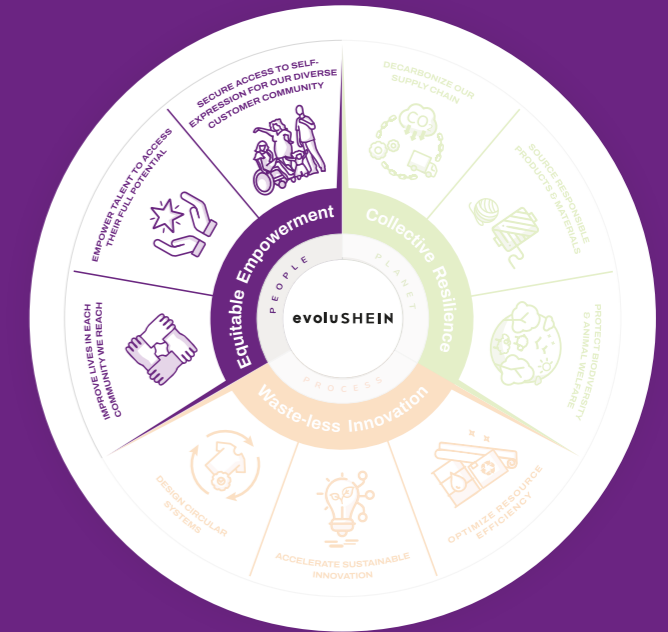 SECURE ACCESS TO SELF-
EXPRESSION FOR OUR DIVERSE
CUSTOMER COMMUNITY
EMPOWER TALENT TO ACCESS
THEIR FULL POTENTIAL
IMPROVE LIVES IN EACH
COMMUNITY WE REACH
Equitable Empowerment
PEOPLE
DECARBONIZE OUR
SUPPLY CHAIN
CO
SOURCE RESPONSIBLE
PRODUCTS & MATERIALS
PROTECT BIODIVERSITY
& ANIMAL WELFARE
Collective Resilience
PLANET
evoluSHEIN
PROCESS
Waste-less Innovation
DESIGN CIRCULAR
SYSTEMS
ACCELERATE SUSTAINABLE
INNOVATION
OPTIMIZE RESOURCE
EFFICIENCY